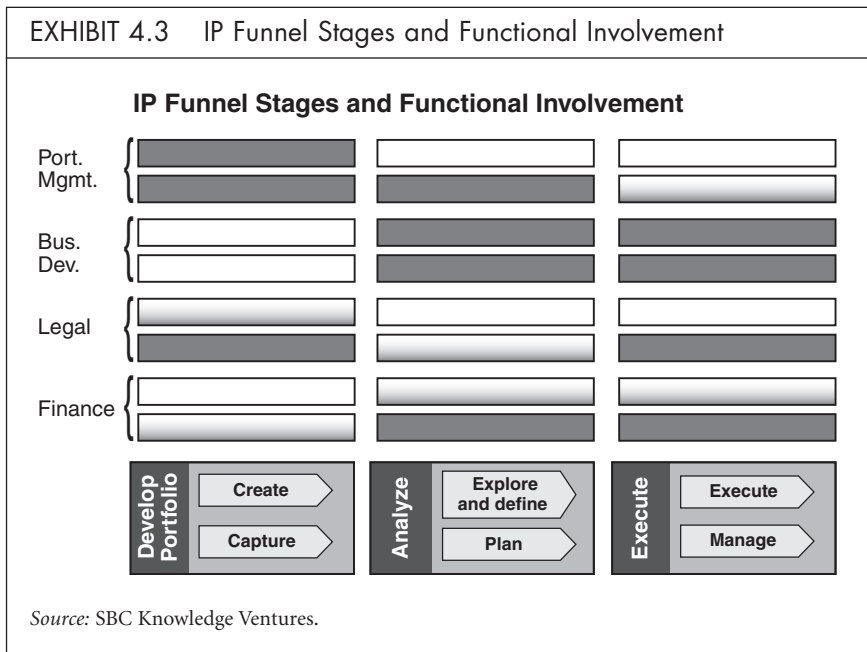 EXHIBIT 4.3 IP Funnel Stages and Functional Involvement
IP Funnel Stages and Functional Involvement
Port.
Mgmt.
Bus.
Dev.
Legal
Finance
Develop
Portfolio
Create
Capture
Analyze
Explore
and define
Plan
Execute
Execute
Manage
Source: SBC Knowledge Ventures.